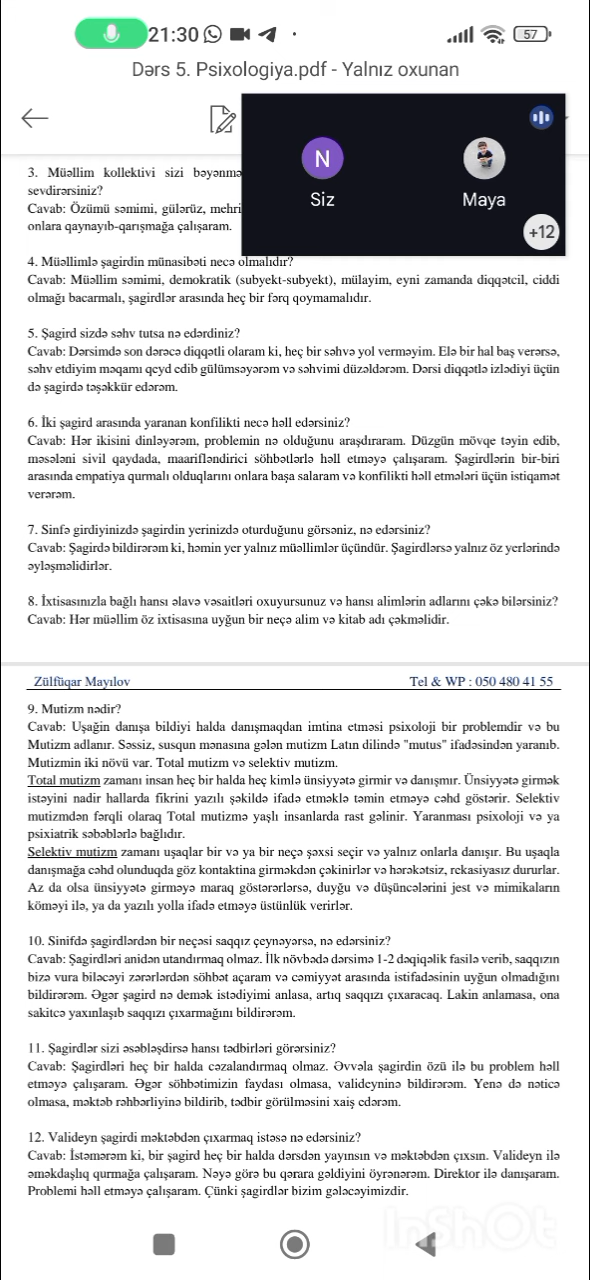 21:30
57
Dərs 5. Psixologiya.pdf - Yalnız oxunan
N
Siz
Maya
+12
3. Müəllim kollektivi sizi bəyənmə
sevdirərsiniz?
Cavab: Özümü səmimi, gülərüz, mehri
onlara qaynayıb-qarışmağa çalışaram.
4. Müəllimlə şagirdin münasibəti necə olmalıdır?
Cavab: Müəllim səmimi, demokratik (subyekt-subyekt), mülayim, eyni zamanda diqqətcil, ciddi
olmağı bacarmalı, şagirdlər arasında heç bir fərq qoymamalıdır.
5. Şagird sizdə səhv tutsa nə edərdiniz?
Cavab: Dərsimdə son dərəcə diqqətli olaram ki, heç bir səhvə yol verməyim. Elə bir hal baş verərsə,
səhv etdiyim məqamı qeyd edib gülümsəyərəm və səhvimi düzəldərəm. Dərsi diqqətlə izlədiyi üçün
də şagirdə təşəkkür edərəm.
6. İki şagird arasında yaranan konfilikti necə həll edərsiniz?
Cavab: Hər ikisini dinləyərəm, problemin nə olduğunu araşdıraram. Düzgün mövqe təyin edib,
məsələni sivil qaydada, maarifləndirici söhbətlərlə həll etməyə çalışaram. Şagirdlərin bir-biri
arasında empatiya qurmalı olduqlarını onlara başa salaram və konfilikti həll etmələri üçün istiqamət
verərəm.
7. Sinfə girdiyinizdə şagirdin yerinizdə oturduğunu görsəniz, nə edərsiniz?
Cavab: Şagirdə bildirərəm ki, həmin yer yalnız müəllimlər üçündür. Şagirdlərsə yalnız öz yerlərində
əyləşməlidirlər.
8. İxtisasınızla bağlı hansı əlavə vəsaitləri oxuyursunuz və hansı alimlərin adlarını çəkə bilərsiniz?
Cavab: Hər müəllim öz ixtisasına uyğun bir neçə alim və kitab adı çəkməlidir.
Zülfüqar Mayılov Tel & WP : 050 480 41 55
9. Mutizm nədir?
Cavab: Uşağın danışa bildiyi halda danışmaqdan imtina etməsi psixoloji bir problemdir və bu
Mutizm adlanır. Səssiz, susqun mənasına gələn mutizm Latın dilində "mutus" ifadəsindən yaranıb.
Mutizmin iki növü var. Total mutizm və selektiv mutizm.
Total mutizm zamanı insan heç bir halda heç kimlə ünsiyyətə girmir və danışmır. Ünsiyyətə girmək
istəyini nadir hallarda fikrini yazılı şəkildə ifadə etməklə təmin etməyə cəhd göstərir. Selektiv
mutizmdən fərqli olaraq Total mutizmə yaşlı insanlarda rast gəlinir. Yaranması psixoloji və ya
psixiatrik səbəblərlə bağlıdır.
Selektiv mutizm zamanı uşaqlar bir və ya bir neçə şəxsi seçir və yalnız onlarla danışır. Bu uşaqla
danışmağa cəhd olunduqda göz kontaktina girməkdən çəkinirlər və hərəkətsiz, rekasiyasız dururlar.
Az da olsa ünsiyyətə girməyə maraq göstərərlərsə, duyğu və düşüncələrini jest və mimikaların
köməyi ilə, ya da yazılı yolla ifadə etməyə üstünlük verirlər.
10. Sinifdə şagirdlərdən bir neçəsi saqqız çeynəyərsə, nə edərsiniz?
Cavab: Şagirdləri anidən utandırmaq olmaz. İlk növbədə dərsimə 1-2 dəqiqəlik fasilə verib, saqqızın
bizə vura biləcəyi zərərlərdən söhbət açaram və cəmiyyət arasında istifadəsinin uyğun olmadığını
bildirərəm. Əgər şagird nə demək istədiyimi anlasa, artıq saqqızı çıxaracaq. Lakin anlamasa, ona
sakitcə yaxınlaşıb saqqızı çıxarmağını bildirərəm.
11. Şagirdlər sizi əsəbləşdirsə hansı tədbirləri görərsiniz?
Cavab: Şagirdləri heç bir halda cəzalandırmaq olmaz. Əvvəla şagirdin özü ilə bu problem həll
etməyə çalışaram. Əgər söhbətimizin faydası olmasa, valideyninə bildirərəm. Yenə də nəticə
olmasa, məktəb rəhbərliyinə bildirib, tədbir görülməsini xaiş edərəm.
12. Valideyn şagirdi məktəbdən çıxarmaq istəsə nə edərsiniz?
Cavab: İstəmərəm ki, bir şagird heç bir halda dərsdən yayınsın və məktəbdən çıxsın. Valideyn ilə
əməkdaşlıq qurmağa çalışaram. Nəyə görə bu qərara gəldiyini öyrənərəm. Direktor ilə danışaram.
Problemi həll etməyə çalışaram. Çünki şagirdlər bizim gələcəyimizdir.
InShOt